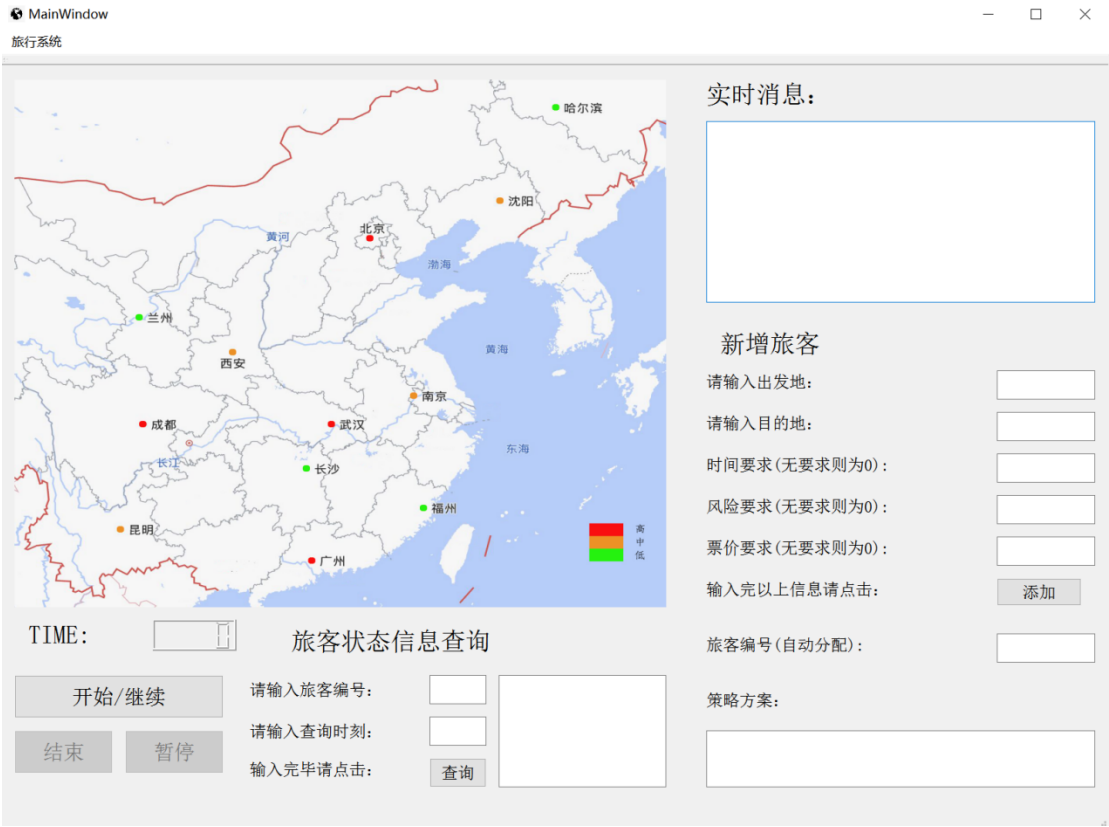 MainWindow
旅行系统
哈尔滨
沈阳
北京
黄河
渤海
兰州
西安
黄海
南京
成都
武汉
长江
长沙
东海
福州
昆明
广州
高
中
低
TIME:
0
开始/继续
结束
暂停
旅客状态信息查询
请输入旅客编号:
请输入查询时刻:
输入完毕请点击:
查询
实时消息:
新增旅客
请输入出发地:
请输入目的地:
时间要求(无要求则为0):
风险要求(无要求则为0):
票价要求(无要求则为0):
输入完以上信息请点击:
添加
旅客编号(自动分配):
策略方案: